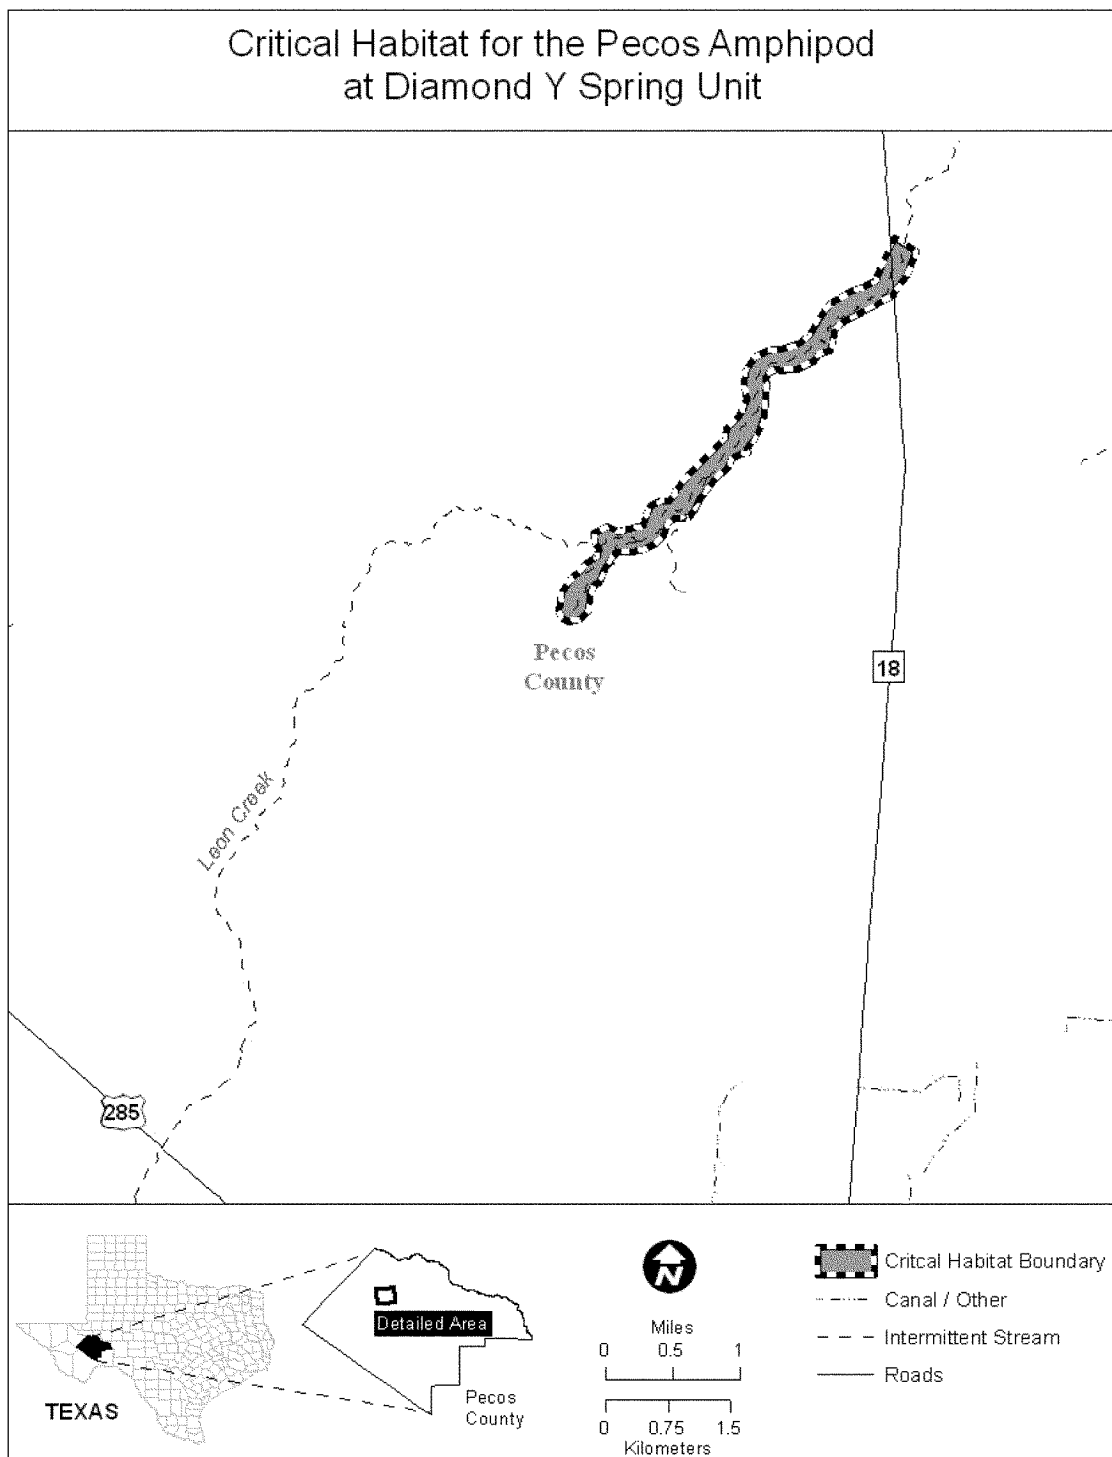 Critical Habitat for the Pecos Amphipod
at Diamond Y Spring Unit
Pecos
County
18
Leon Creek
285
TEXAS
Detailed Area
Pecos
County
N
Miles
0 0.5 1
0 0.75 1.5
Kilometers
Critcal Habitat Boundary
Canal / Other
Intermittent Stream
Roads